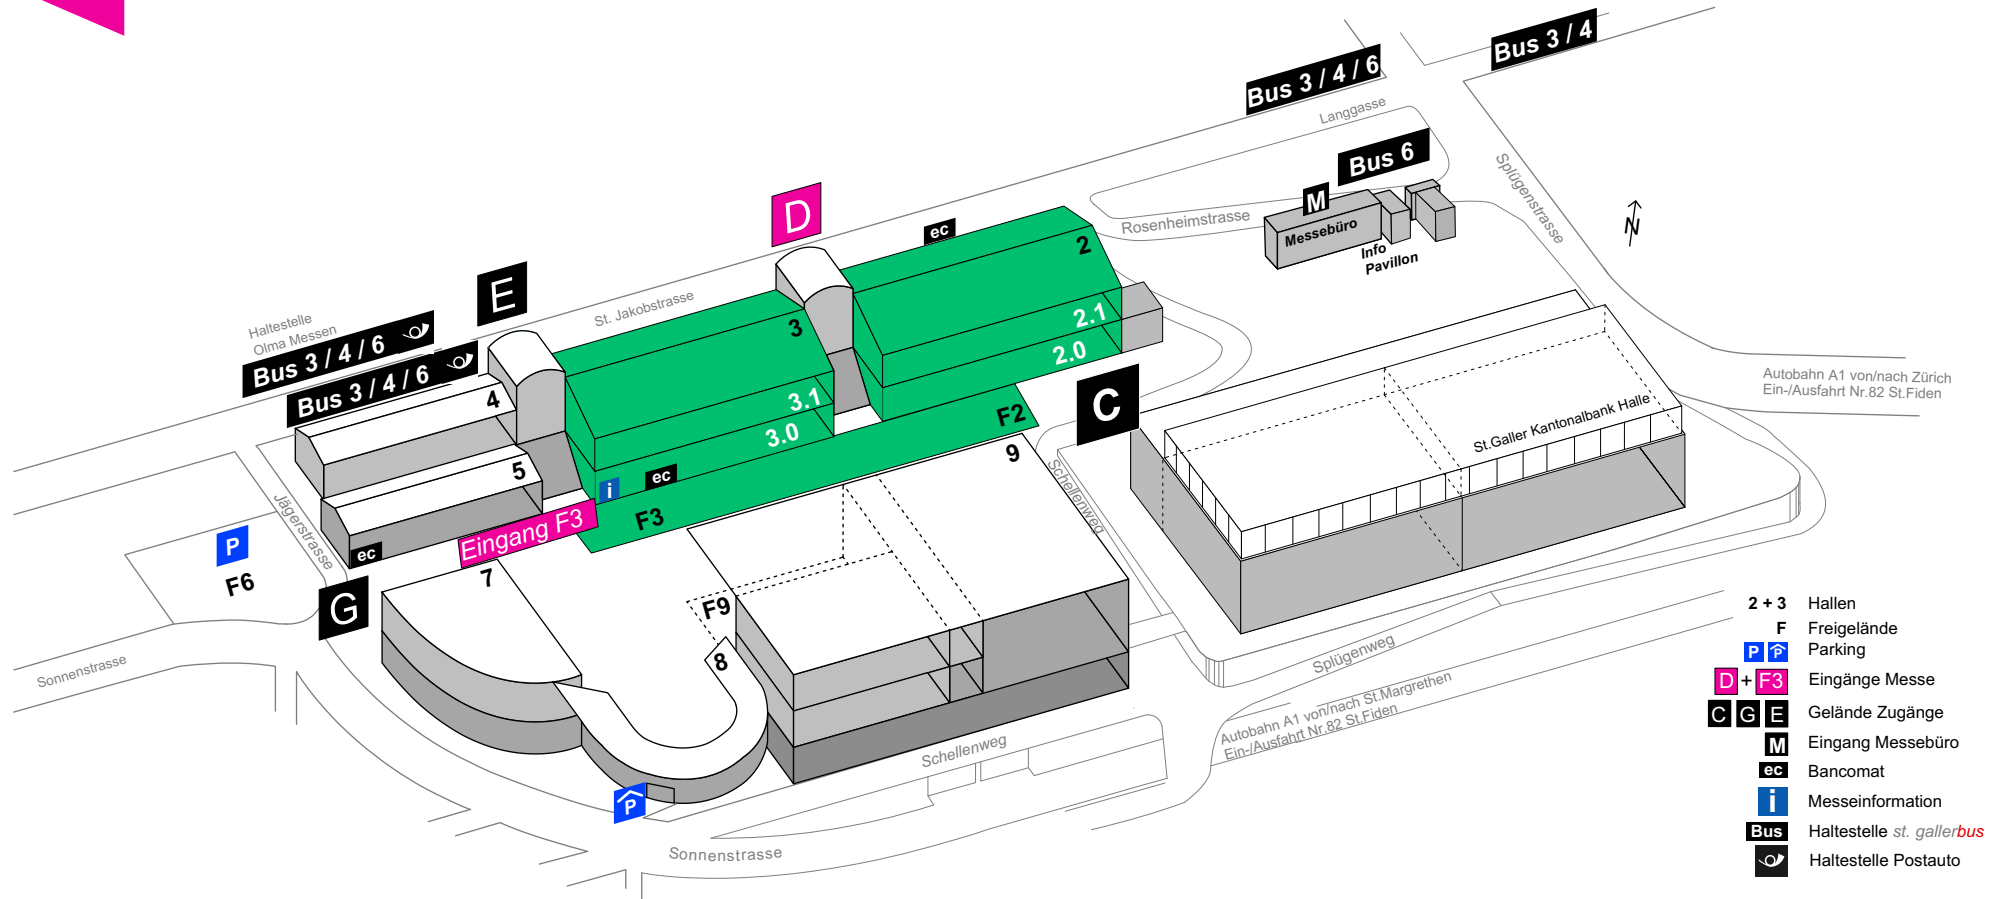 Bus 3 / 4
Bus 3 / 4 / 6
Langgasse
Bus 6
Splügenstrasse
M
Messebüro
Info
Pavillon
N
Rosenheimstrasse
D
ec
2
2.1
2.0
E
St. Jakobstrasse
Haltestelle
Olma Messen
Bus 3 / 4 / 6
Bus 3 / 4 / 6
3
3.1
3.0
4
5
ec
i
ec
F2
F3
Eingang F3
C
9
Schellenweg
St.Galler Kantonalbank Halle
Autobahn A1 von/nach Zürich
Ein-/Ausfahrt Nr.82 St.Fiden
Jägerstrasse
P
F6
G
7
F9
8
Sonnenstrasse
P
Schellenweg
Splügenweg
Autobahn A1 von/nach St.Margrethen
Ein-/Ausfahrt Nr.82 St.Fiden
Sonnenstrasse
2 + 3 Hallen
F Freigelände
P P Parking
D + F3 Eingänge Messe
C G E Gelände Zugänge
M Eingang Messebüro
ec Bancomat
i Messeinformation
Bus Haltestelle st. gallerbus
Haltestelle Postauto